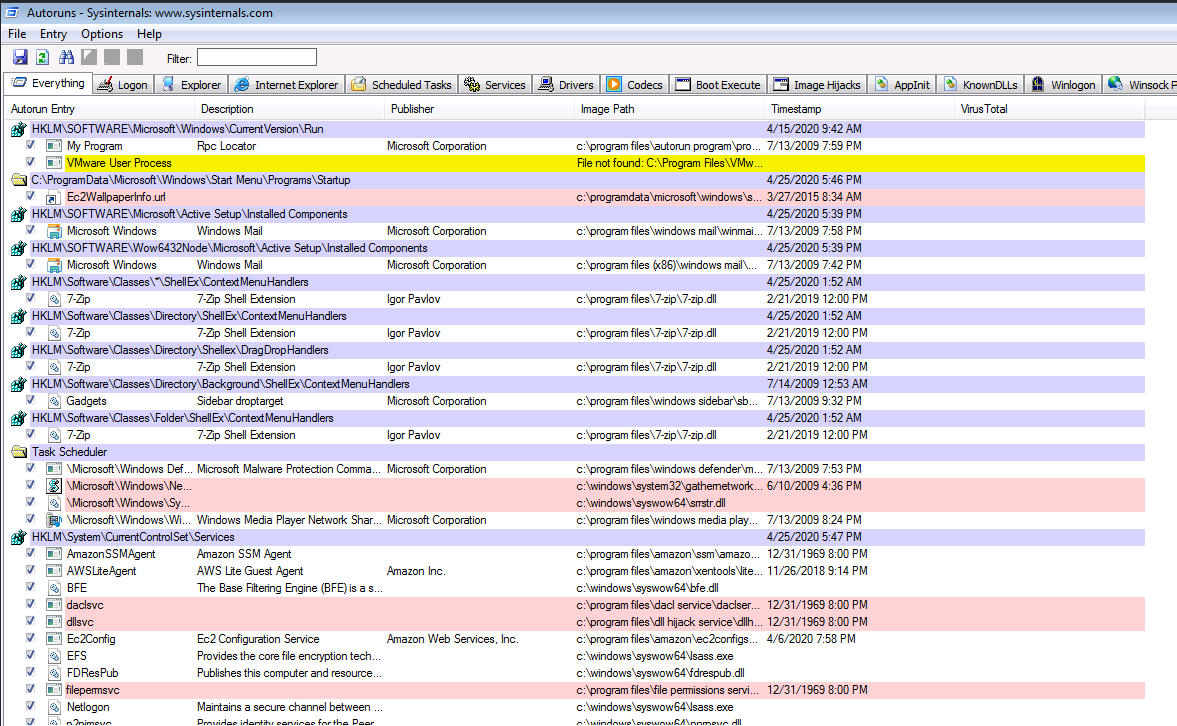 Autoruns - Sysinternals: www.sysinternals.com
File Entry Options Help
Filter:
Everything Logon Explorer Internet Explorer Scheduled Tasks Services Drivers Codecs Boot Execute Image Hijacks AppInit KnownDLLs Winlogon Winsock P
Autorun Entry Description Publisher Image Path Timestamp VirusTotal
HKLM\SOFTWARE\Microsoft\Windows\CurrentVersion\Run 4/15/2020 9:42 AM
My Program Rpc Locator Microsoft Corporation c:\program files\autorun program\pro... 7/13/2009 7:59 PM
VMware User Process File not found: C:\Program Files\VMw...
C:\ProgramData\Microsoft\Windows\Start Menu\Programs\Startup 4/25/2020 5:46 PM
Ec2WallpaperInfo.url c:\programdata\microsoft\windows\s... 3/27/2015 8:34 AM
HKLM\SOFTWARE\Microsoft\Active Setup\Installed Components 4/25/2020 5:39 PM
Microsoft Windows Windows Mail Microsoft Corporation c:\program files\windows mail\winmai... 7/13/2009 7:58 PM
HKLM\SOFTWARE\Wow6432Node\Microsoft\Active Setup\Installed Components 4/25/2020 5:39 PM
Microsoft Windows Windows Mail Microsoft Corporation c:\program files (x86)\windows mail\... 7/13/2009 7:42 PM
HKLM\Software\Classes\*\ShellEx\ContextMenuHandlers 4/25/2020 1:52 AM
7-Zip 7-Zip Shell Extension Igor Pavlov c:\program files\7-zip\7-zip.dll 2/21/2019 12:00 PM
HKLM\Software\Classes\Directory\ShellEx\ContextMenuHandlers 4/25/2020 1:52 AM
7-Zip 7-Zip Shell Extension Igor Pavlov c:\program files\7-zip\7-zip.dll 2/21/2019 12:00 PM
HKLM\Software\Classes\Directory\Shellex\DragDropHandlers 4/25/2020 1:52 AM
7-Zip 7-Zip Shell Extension Igor Pavlov c:\program files\7-zip\7-zip.dll 2/21/2019 12:00 PM
HKLM\Software\Classes\Directory\Background\ShellEx\ContextMenuHandlers 7/14/2009 12:53 AM
Gadgets Sidebar droptarget Microsoft Corporation c:\program files\windows sidebar\sb... 7/13/2009 9:32 PM
HKLM\Software\Classes\Folder\ShellEx\ContextMenuHandlers 4/25/2020 1:52 AM
7-Zip 7-Zip Shell Extension Igor Pavlov c:\program files\7-zip\7-zip.dll 2/21/2019 12:00 PM
Task Scheduler
\Microsoft\Windows Def... Microsoft Malware Protection Comma... Microsoft Corporation c:\program files\windows defender\m... 7/13/2009 7:53 PM
\Microsoft\Windows\Ne... c:\windows\system32\gathernetwork... 6/10/2009 4:36 PM
\Microsoft\Windows\Sy... c:\windows\syswow64\srrstr.dll
\Microsoft\Windows\Wi... Windows Media Player Network Shar... Microsoft Corporation c:\program files\windows media play... 7/13/2009 8:24 PM
HKLM\System\CurrentControlSet\Services 4/25/2020 5:47 PM
AmazonSSMAgent Amazon SSM Agent c:\program files\amazon\ssm\amazo... 12/31/1969 8:00 PM
AWSLiteAgent AWS Lite Guest Agent Amazon Inc. c:\program files\amazon\xentools\lite... 11/26/2018 9:14 PM
BFE The Base Filtering Engine (BFE) is a s... c:\windows\syswow64\bfe.dll
daclsvc c:\program files\dacl service\daclser... 12/31/1969 8:00 PM
dllsvc c:\program files\dll hijack service\dllh... 12/31/1969 8:00 PM
Ec2Config Ec2 Configuration Service Amazon Web Services, Inc. c:\program files\amazon\ec2configs... 4/6/2020 7:58 PM
EFS Provides the core file encryption tech... c:\windows\syswow64\lsass.exe
FDResPub Publishes this computer and resource... c:\windows\syswow64\fdrespub.dll
filepermsvc c:\program files\file permissions servi... 12/31/1969 8:00 PM
Netlogon Maintains a secure channel between ... c:\windows\syswow64\lsass.exe
p2pimsvc Provides identity services for the Peer... c:\windows\syswow64\pnrpsvc.dll